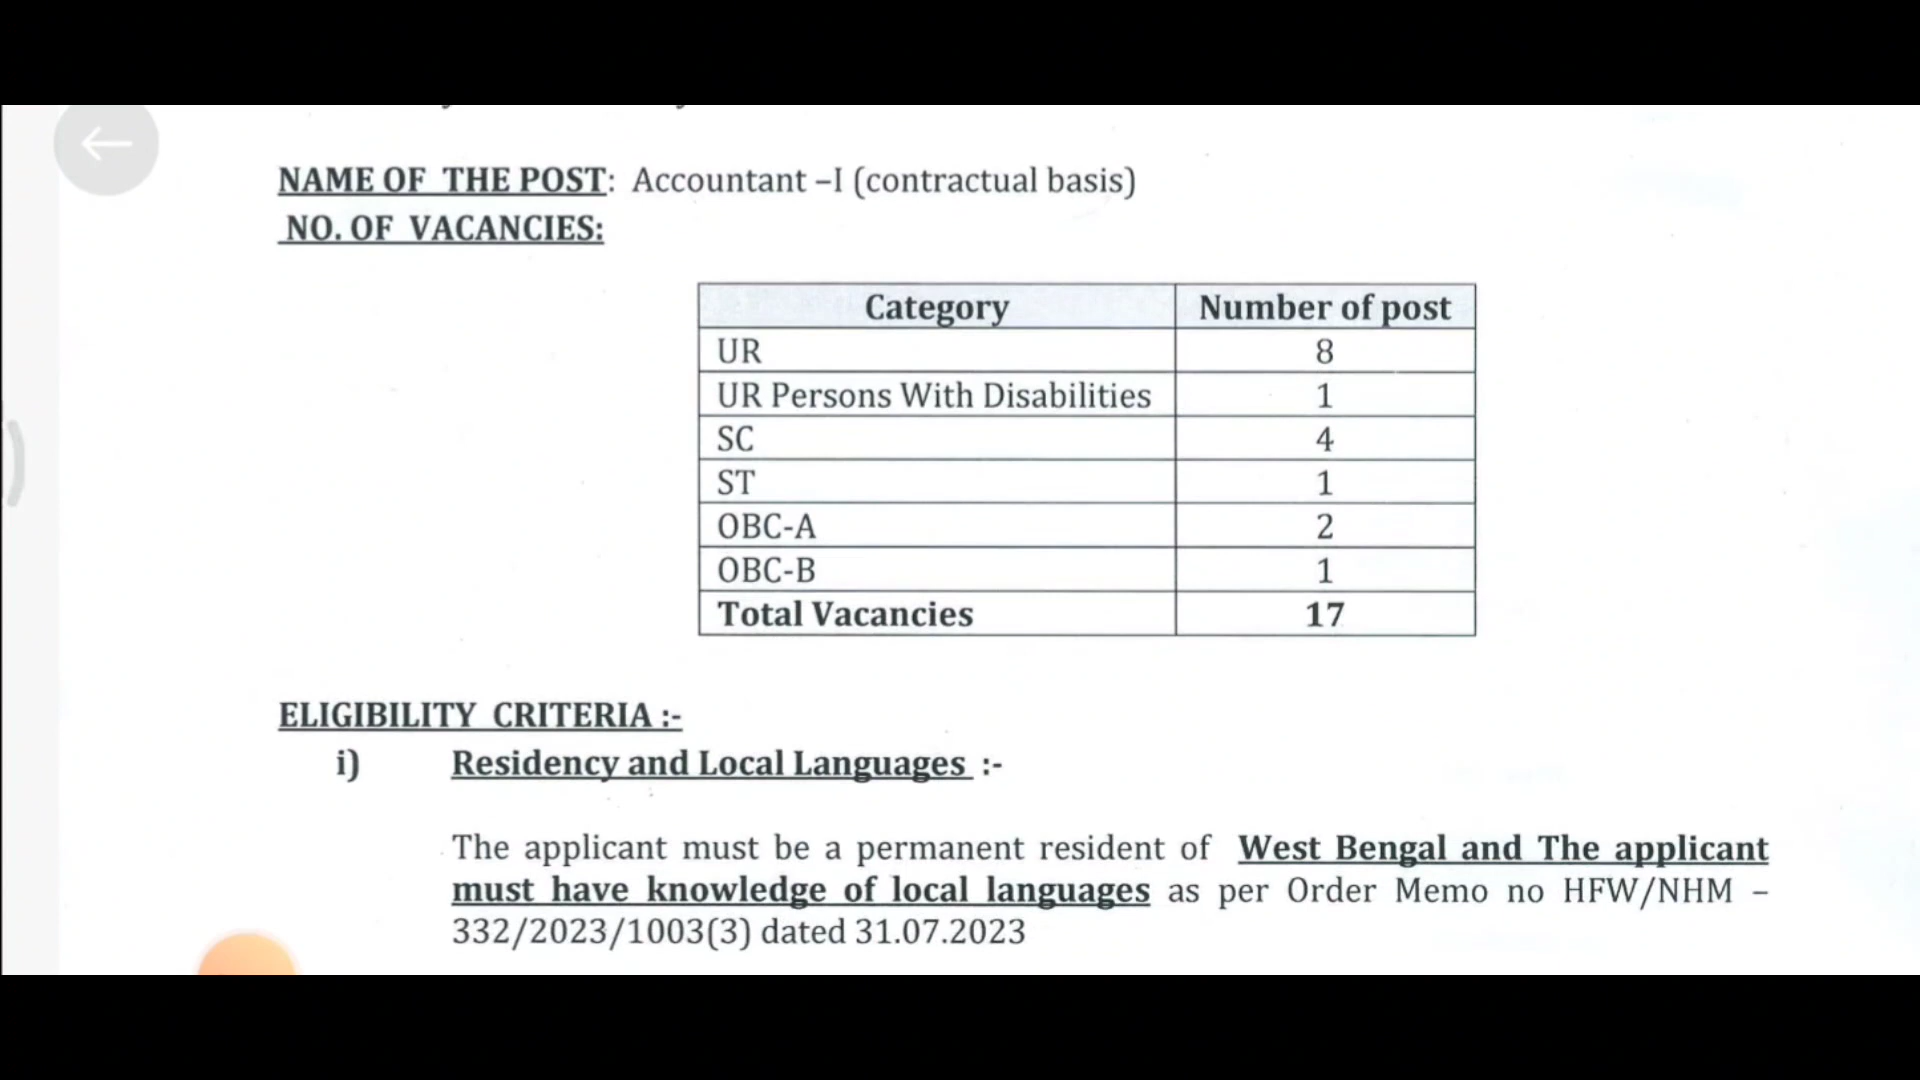 NAME OF THE POST: Accountant –I (contractual basis)
NO. OF VACANCIES:
Category Number of post
UR 8
UR Persons With Disabilities 1
SC 4
ST 1
OBC-A 2
OBC-B 1
Total Vacancies 17
ELIGIBILITY CRITERIA :-
i) Residency and Local Languages :-
The applicant must be a permanent resident of West Bengal and The applicant
must have knowledge of local languages as per Order Memo no HFW/NHM –
332/2023/1003(3) dated 31.07.2023